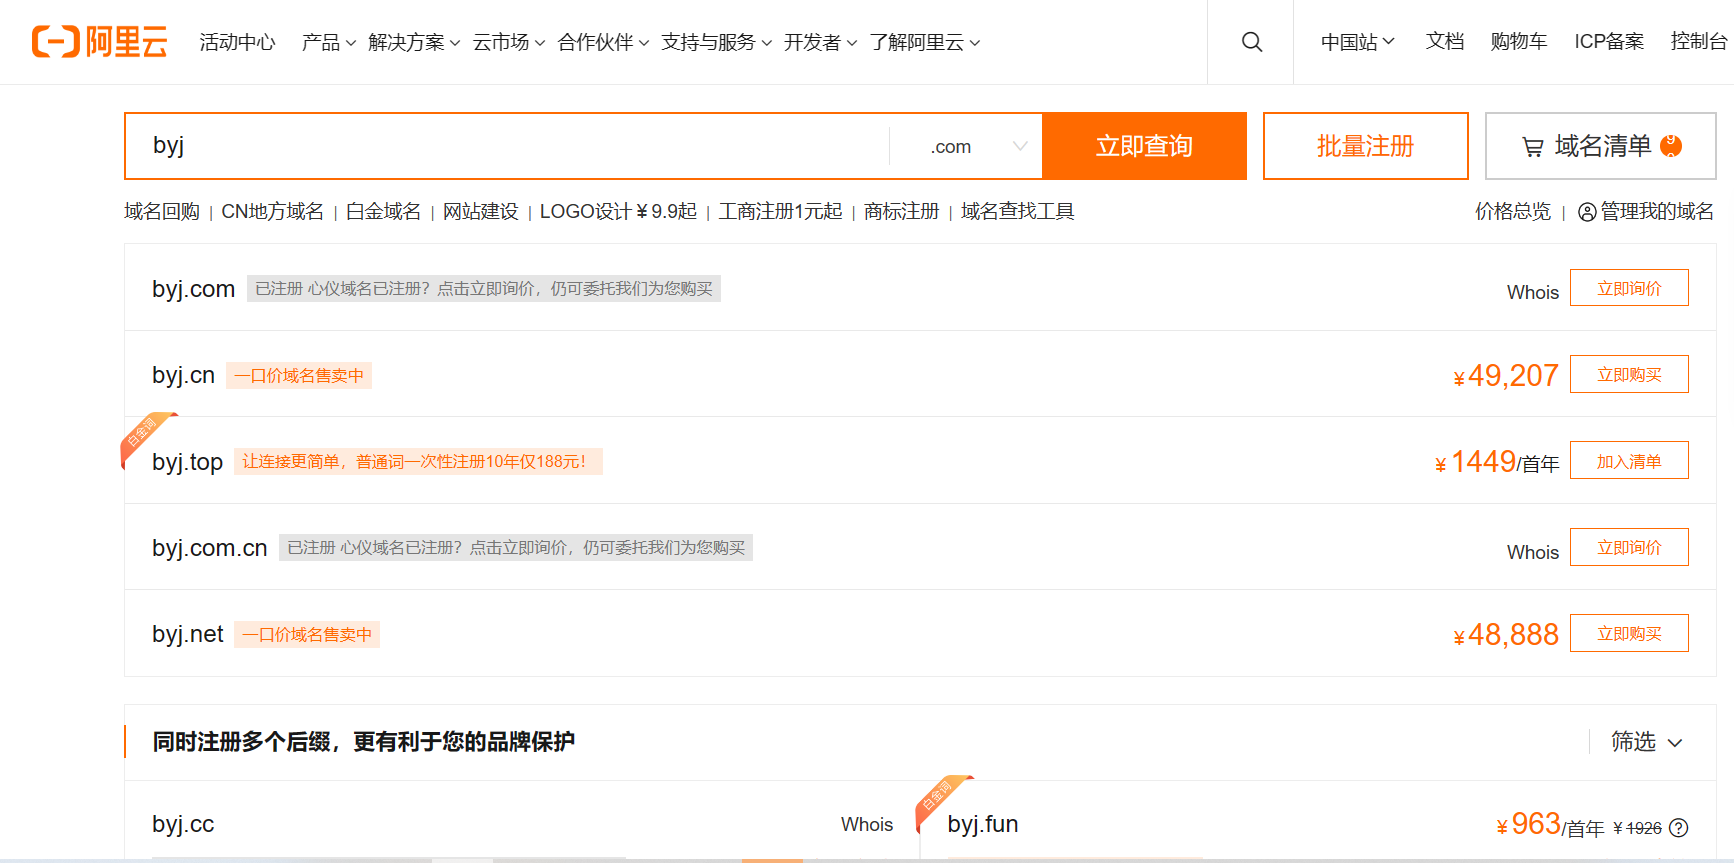 阿里云 活动中心 产品 解决方案 云市场 合作伙伴 支持与服务 开发者 了解阿里云 中国站 文档 购物车 ICP备案 控制台
byj .com 立即查询 批量注册 域名清单
域名回购 | CN地方域名 | 白金域名 | 网站建设 | LOGO设计￥9.9起 | 工商注册1元起 | 商标注册 | 域名查找工具 价格总览 | 管理我的域名
byj.com 已注册 心仪域名已注册？点击立即询价，仍可委托我们为您购买 Whois 立即询价
byj.cn 一口价域名售卖中 ¥49,207 立即购买
白金词
byj.top 让连接更简单，普通词一次性注册10年仅188元！ ¥1449/首年 加入清单
byj.com.cn 已注册 心仪域名已注册？点击立即询价，仍可委托我们为您购买 Whois 立即询价
byj.net 一口价域名售卖中 ¥48,888 立即购买
同时注册多个后缀，更有利于您的品牌保护 筛选
byj.cc Whois
白金词
byj.fun ¥963/首年 ¥1926